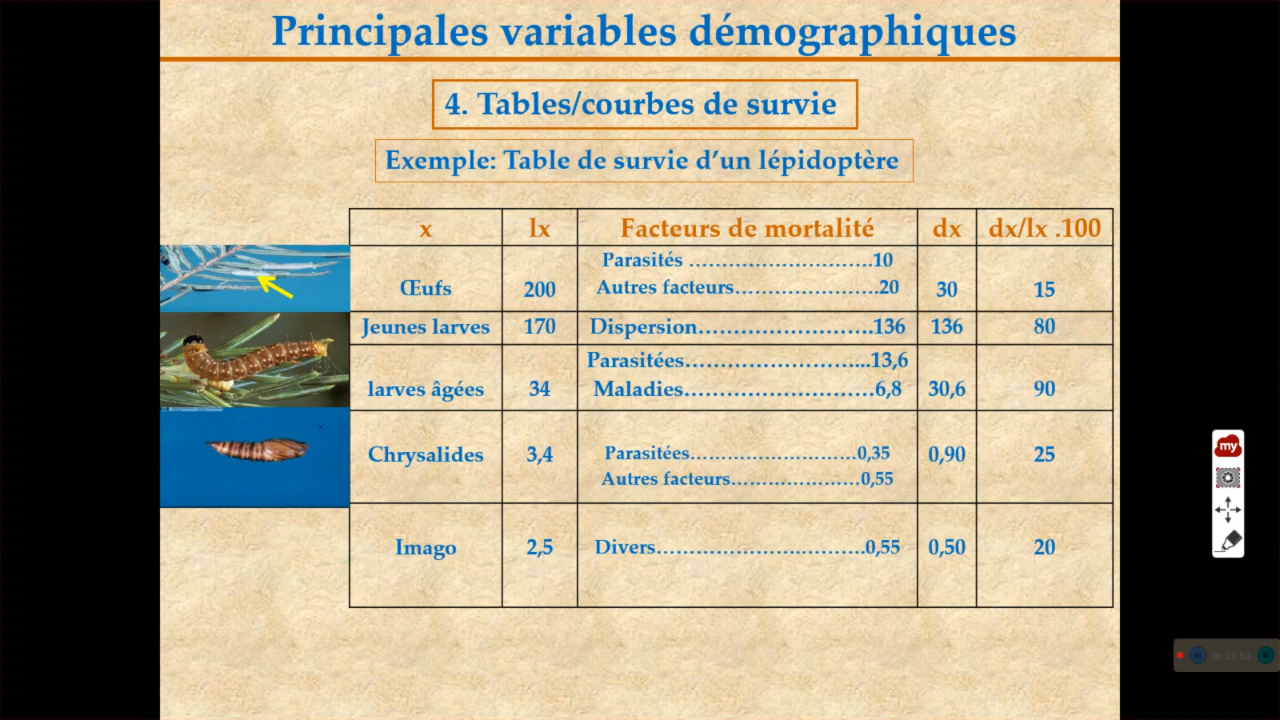 Principales variables démographiques
4. Tables/courbes de survie
Exemple: Table de survie d’un lépidoptère
x lx Facteurs de mortalité dx dx/lx .100
Parasités ……………………….10
Œufs 200 Autres facteurs………………….20 30 15
Jeunes larves 170 Dispersion……………………..136 136 80
Parasitées……………………...13,6
larves âgées 34 Maladies……………………….6,8 30,6 90
Chrysalides 3,4 Parasitées……………………….0,35 0,90 25
Autres facteurs…………………0,55
Imago 2,5 Divers…………………..……….0,55 0,50 20
my